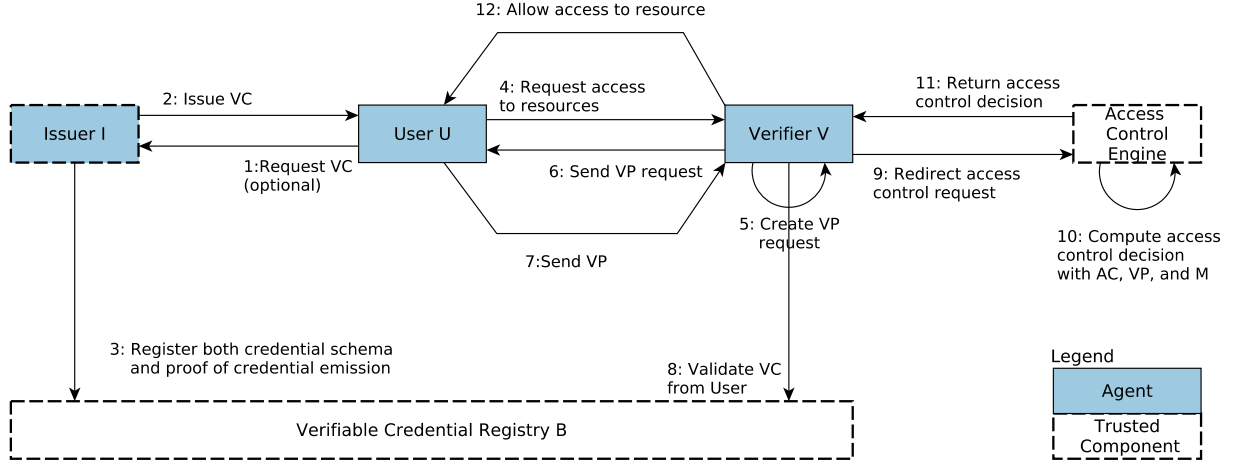 12: Allow access to resource
2: Issue VC
4: Request access
to resources
11: Return access
control decision
Issuer I
User U
Verifier V
Access
Control
Engine
1:Request VC
(optional)
6: Send VP request
9: Redirect access
control request
5: Create VP
request
7:Send VP
10: Compute access
control decision
with AC, VP, and M
3: Register both credential schema
and proof of credential emission
8: Validate VC
from User
Verifiable Credential Registry B
Legend
Agent
Trusted
Component